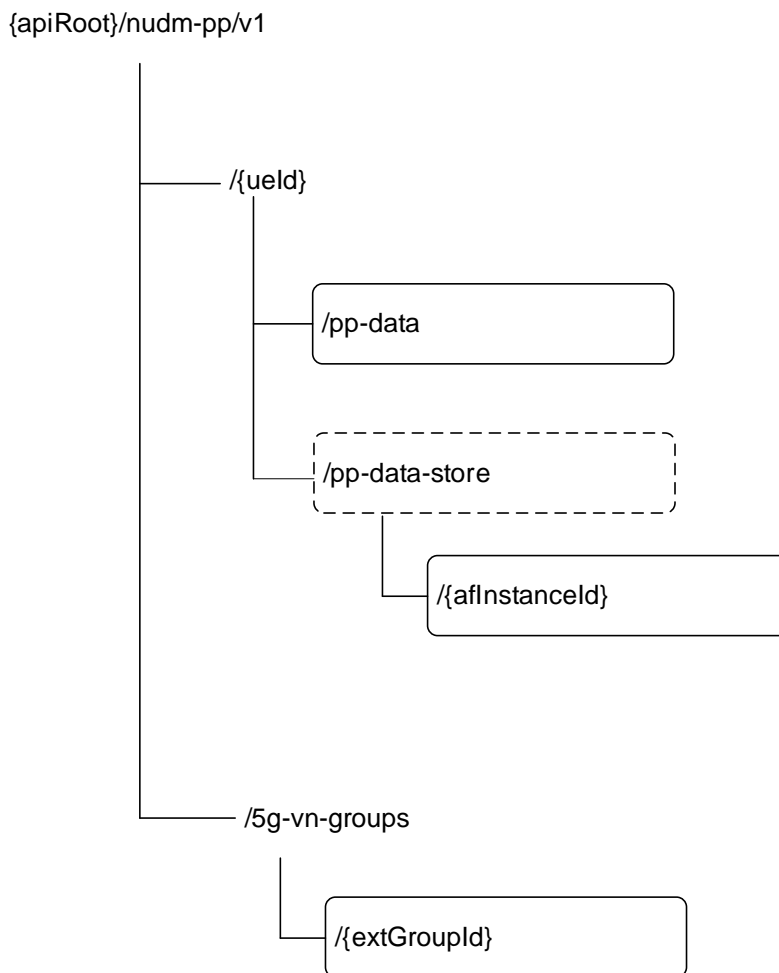 {apiRoot}/nudm-pp/v1
/{ueId}
/pp-data
/pp-data-store
/{afInstanceId}
/5g-vn-groups
/{extGroupId}